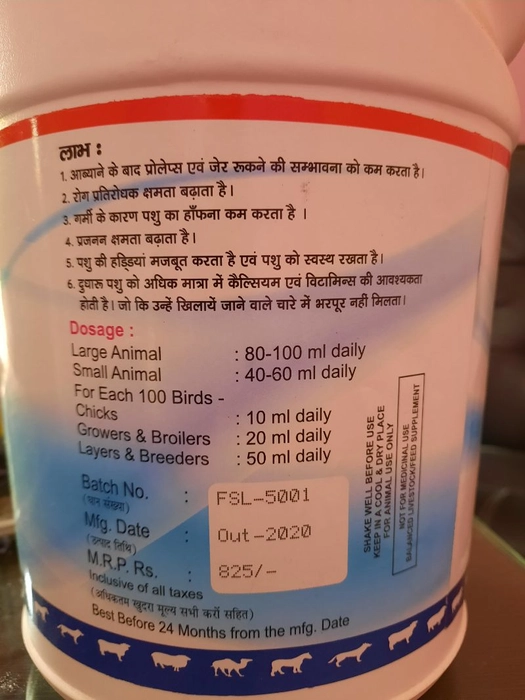 लाभ :
1. आब्याने के बाद प्रोलेप्स एवं जेर रूकने की सम्भावना को कम करता है।
2. रोग प्रतिरोधक क्षमता बढ़ाता है।
3. गर्मी के कारण पशु का हाँफना कम करता है ।
4. प्रजनन क्षमता बढ़ाता है।
5. पशु की हड्डियां मजबूत करता है एवं पशु को स्वस्थ रखता है।
6. दुधारू पशु को अधिक मात्रा में कैल्सियम एवं विटामिन्स की आवश्यकता
होती है। जो कि उन्हें खिलायें जाने वाले चारे में भरपूर नही मिलता।
Dosage :
Large Animal : 80-100 ml daily
Small Animal : 40-60 ml daily
For Each 100 Birds -
Chicks : 10 ml daily
Growers & Broilers : 20 ml daily
Layers & Breeders : 50 ml daily
Batch No. : FSL-5001
(घान संख्या)
Mfg. Date : Out-2020
(उत्पाद तिथि)
M.R.P. Rs. : 825/-
Inclusive of all taxes
(अधिकतम खुदरा मूल्य सभी करों सहित)
Best Before 24 Months from the mfg. Date
SHAKE WELL BEFORE USE
KEEP IN A COOL & DRY PLACE
FOR ANIMAL USE ONLY
NOT FOR MEDICINAL USE
BALANCED LIVESTOCK/FEED SUPPLEMENT